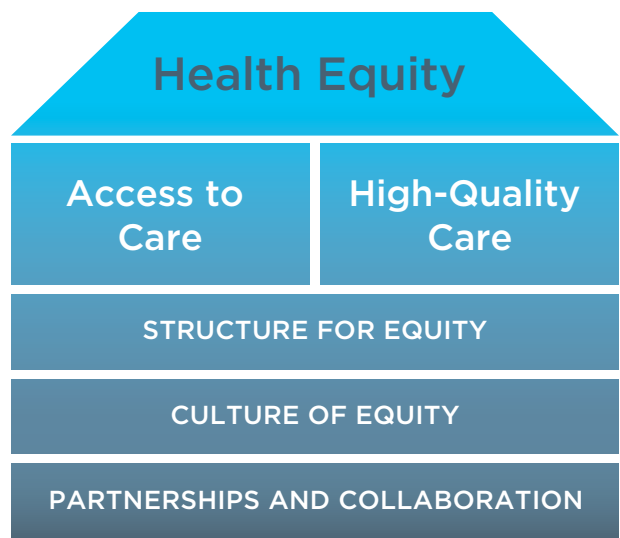 Health Equity
Access to
Care
High-Quality
Care
STRUCTURE FOR EQUITY
CULTURE OF EQUITY
PARTNERSHIPS AND COLLABORATION